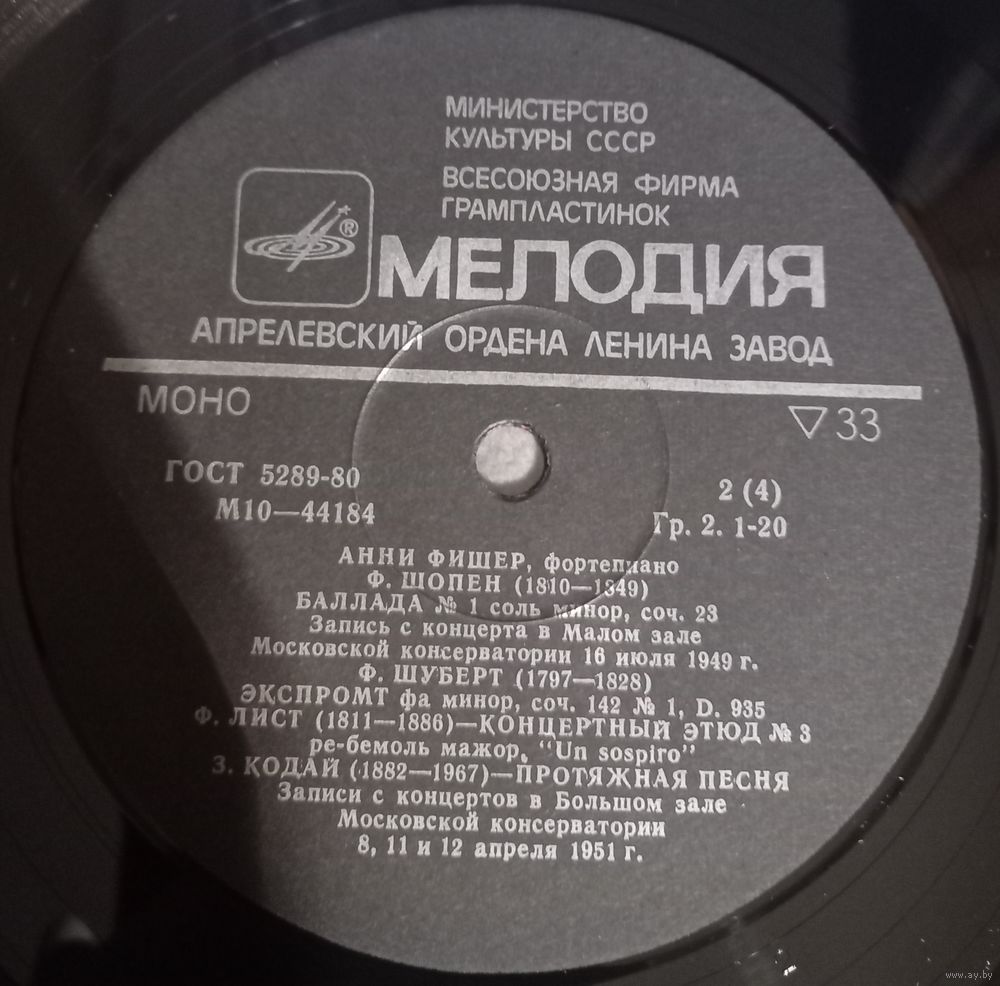 МИНИСТЕРСТВО
КУЛЬТУРЫ СССР
ВСЕСОЮЗНАЯ ФИРМА
ГРАМПЛАСТИНОК
®
МЕЛОДИЯ
АПРЕЛЕВСКИЙ ОРДЕНА ЛЕНИНА ЗАВОД
МОНО
▽33
ГОСТ 5289-80
М10—44184
2 (4)
Гр. 2. 1-20
АННИ ФИШЕР, фортепиано
Ф. ШОПЕН (1810—1849)
БАЛЛАДА № 1 соль минор, соч. 23
Запись с концерта в Малом зале
Московской консерватории 16 июля 1949 г.
Ф. ШУБЕРТ (1797—1828)
ЭКСПРОМТ фа минор, соч. 142 № 1, D. 935
Ф. ЛИСТ (1811—1886)—КОНЦЕРТНЫЙ ЭТЮД № 3
ре-бемоль мажор, “Un sospiro”
З. КОДАЙ (1882—1967)—ПРОТЯЖНАЯ ПЕСНЯ
Записи с концертов в Большом зале
Московской консерватории
8, 11 и 12 апреля 1951 г.
www.ay.by